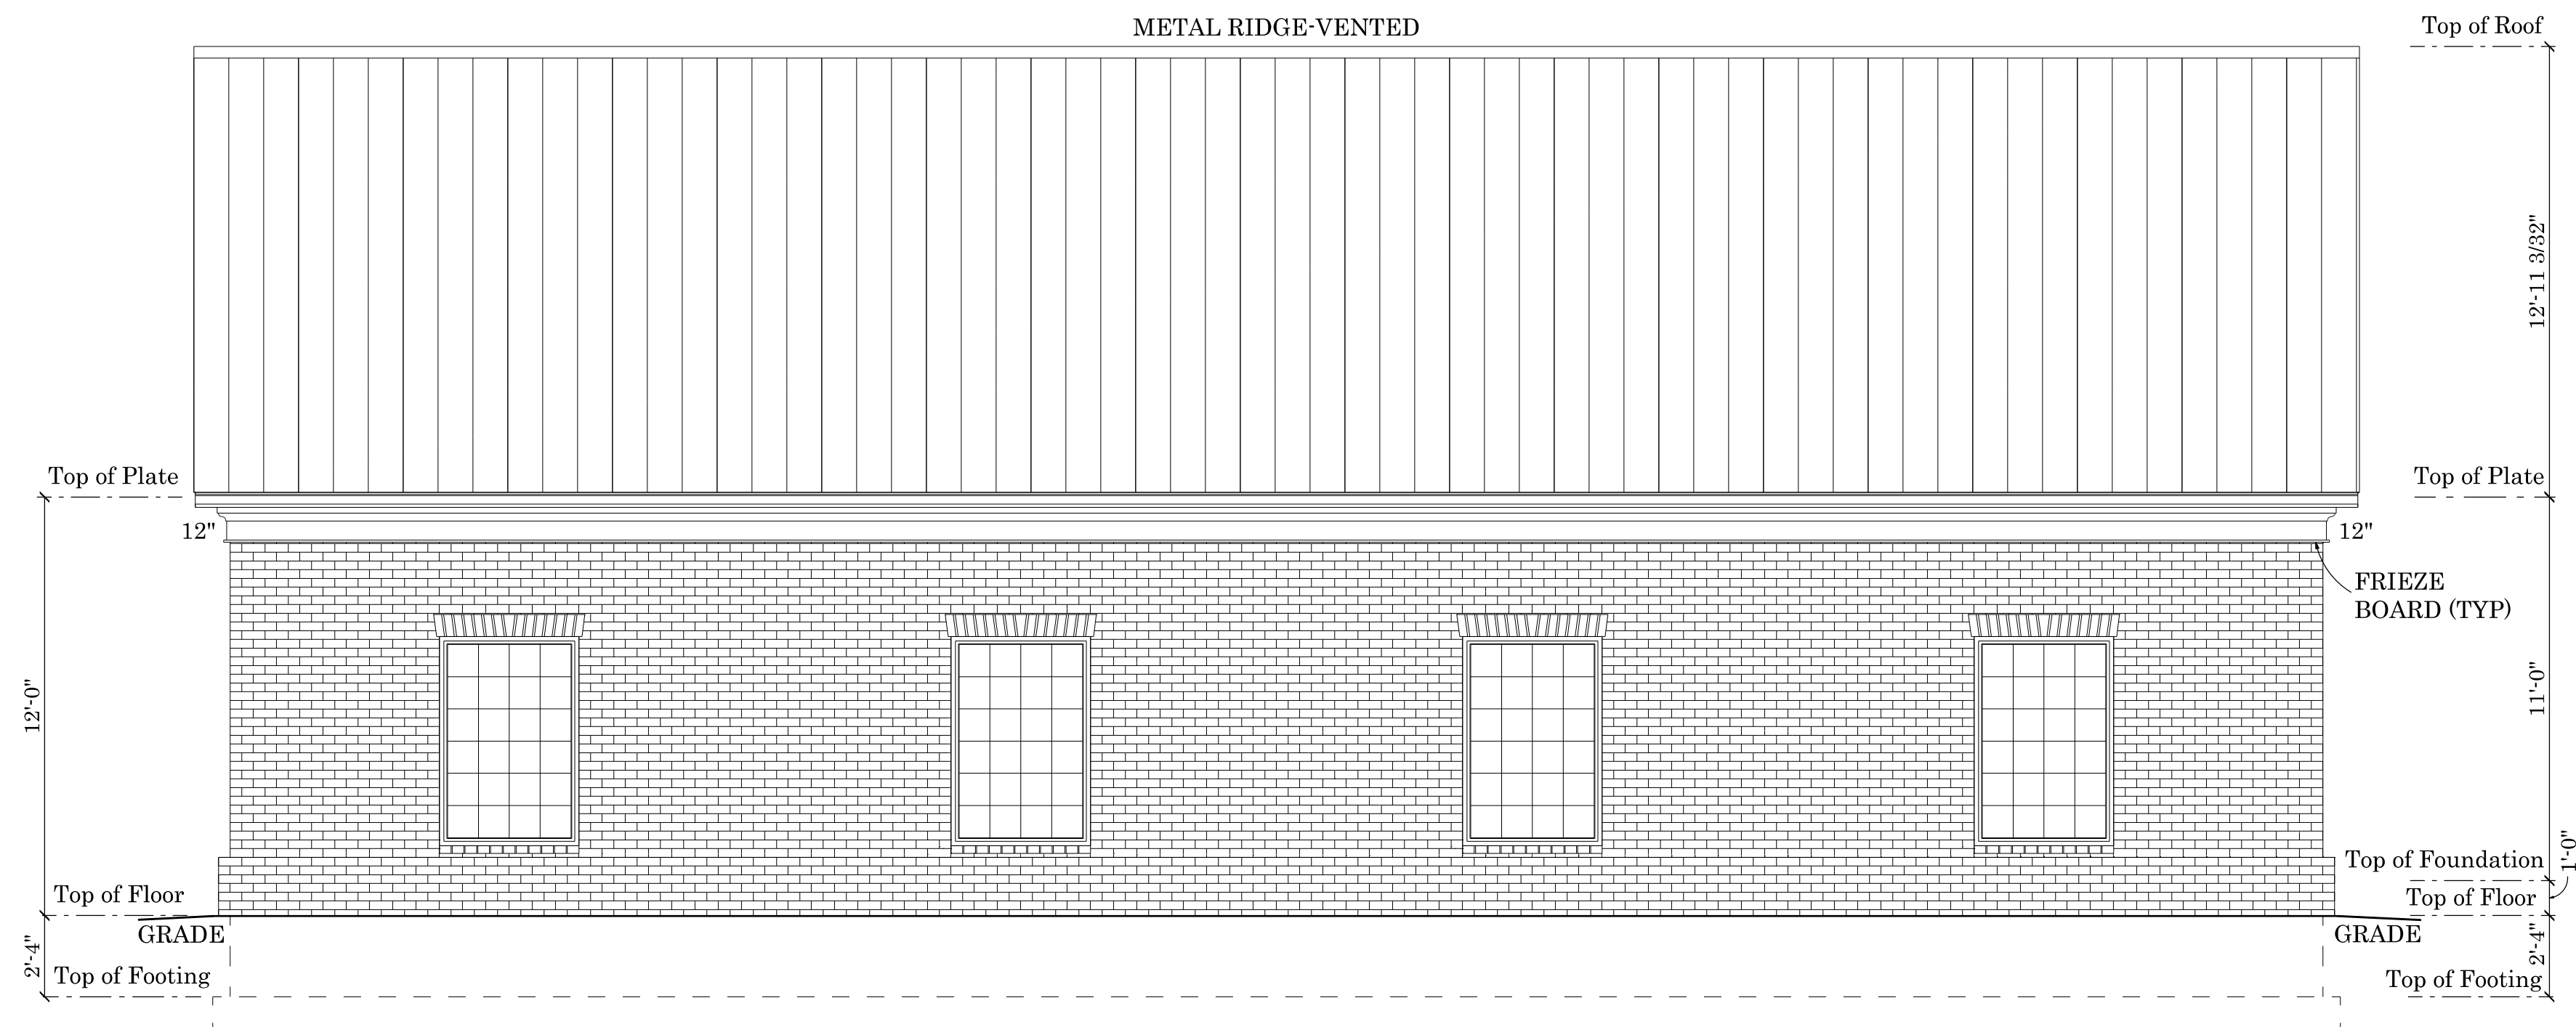 METAL RIDGE-VENTED
Top of Roof
12'-11 3/32"
Top of Plate
Top of Plate
12"
12"
FRIEZE
BOARD (TYP)
12'-0"
11'-0"
1'-0"
Top of Foundation
Top of Floor
Top of Floor
GRADE
GRADE
2'-4"
2'-4"
Top of Footing
Top of Footing